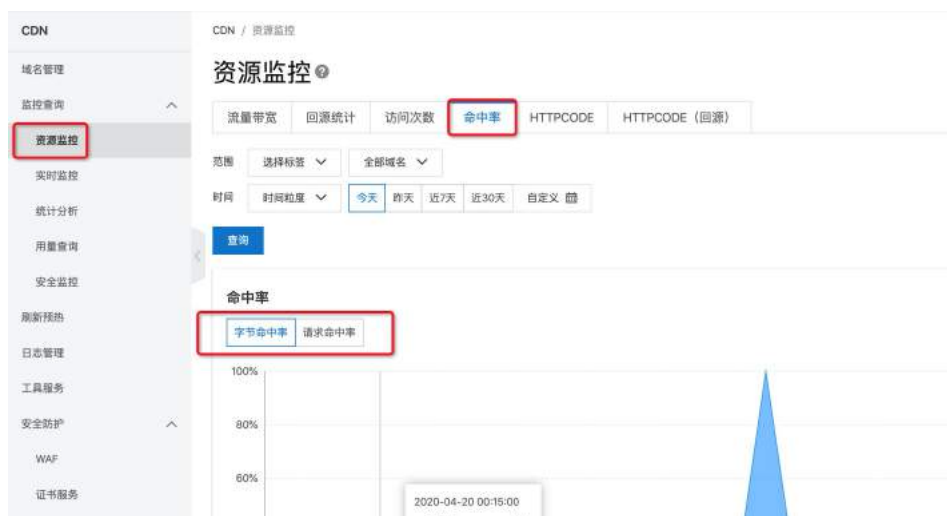 CDN
域名管理
监控查询
资源监控
实时监控
统计分析
用量查询
安全监控
刷新预热
日志管理
工具服务
安全防护
WAF
证书服务
CDN / 资源监控
资源监控
流量带宽 回源统计 访问次数 命中率 HTTPCODE HTTPCODE（回源）
范围 选择标签 全部域名
时间 时间粒度 今天 昨天 近7天 近30天 自定义
查询
命中率
字节命中率 请求命中率
100%
80%
60%
2020-04-20 00:15:00